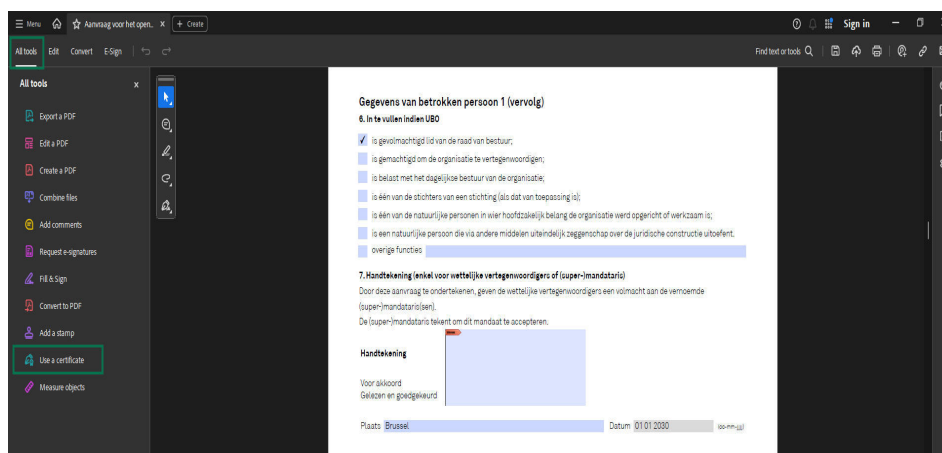 Menu
Aanvraag voor het open..
Create
Sign in
All tools
Edit
Convert
E-Sign
Find text or tools
All tools
x
Export a PDF
Edit a PDF
Create a PDF
Combine files
Add comments
Request e-signatures
Fill & Sign
Convert to PDF
Add a stamp
Use a certificate
Measure objects
Gegevens van betrokken persoon 1 (vervolg)
6. In te vullen indien UBO
is gevolmachtigd lid van de raad van bestuur;
is gemachtigd om de organisatie te vertegenwoordigen;
is belast met het dagelijkse bestuur van de organisatie;
is één van de stichters van een stichting (als dat van toepassing is);
is één van de natuurlijke personen in wier hoofdzakelijk belang de organisatie werd opgericht of werkzaam is;
is een natuurlijke persoon die via andere middelen uiteindelijk zeggenschap over de juridische constructie uitoefent.
overige functies
7. Handtekening (enkel voor wettelijke vertegenwoordigers of (super-)mandataris)
Door deze aanvraag te ondertekenen, geven de wettelijke vertegenwoordigers een volmacht aan de vernoemde
(super-)mandataris(sen).
De (super-)mandataris tekent om dit mandaat te accepteren.
Handtekening
Voor akkoord
Gelezen en goedgekeurd
Plaats Brussel
Datum 01 01 2030 (dd-mm-jjjj)